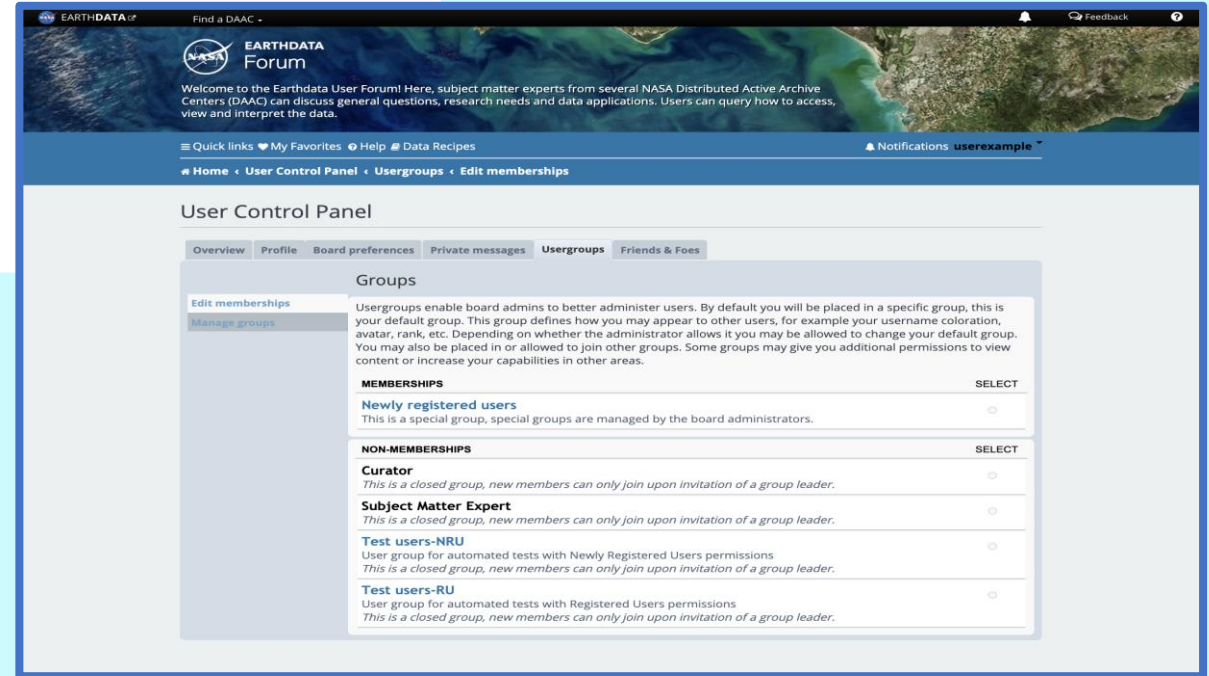 EARTHDATA
Find a DAAC
Feedback
NASA
EARTHDATA
Forum
Welcome to the Earthdata User Forum! Here, subject matter experts from several NASA Distributed Active Archive
Centers (DAAC) can discuss general questions, research needs and data applications. Users can query how to access,
view and interpret the data.
Quick links My Favorites Help Data Recipes
Notifications userexample
Home ‹ User Control Panel ‹ Usergroups ‹ Edit memberships
User Control Panel
Overview Profile Board preferences Private messages Usergroups Friends & Foes
Groups
Edit memberships
Manage groups
Usergroups enable board admins to better administer users. By default you will be placed in a specific group, this is
your default group. This group defines how you may appear to other users, for example your username coloration,
avatar, rank, etc. Depending on whether the administrator allows it you may be allowed to change your default group.
You may also be placed in or allowed to join other groups. Some groups may give you additional permissions to view
content or increase your capabilities in other areas.
MEMBERSHIPS SELECT
Newly registered users
This is a special group, special groups are managed by the board administrators.
NON-MEMBERSHIPS SELECT
Curator
This is a closed group, new members can only join upon invitation of a group leader.
Subject Matter Expert
This is a closed group, new members can only join upon invitation of a group leader.
Test users-NRU
User group for automated tests with Newly Registered Users permissions
This is a closed group, new members can only join upon invitation of a group leader.
Test users-RU
User group for automated tests with Registered Users permissions
This is a closed group, new members can only join upon invitation of a group leader.